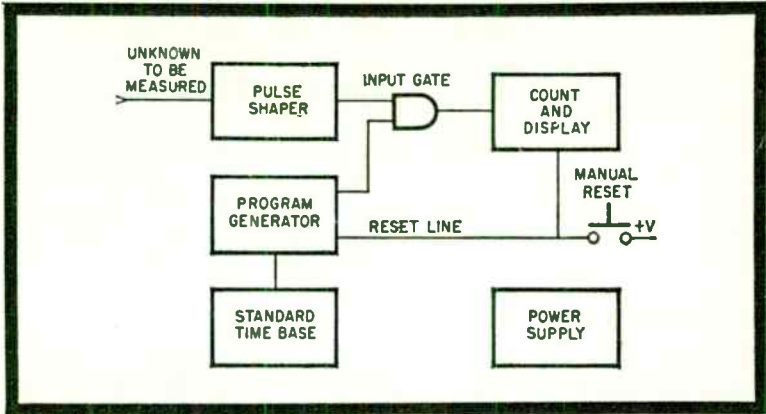 UNKNOWN
TO BE
MEASURED
PULSE
SHAPER
INPUT GATE
COUNT
AND
DISPLAY
MANUAL
RESET
+V
PROGRAM
GENERATOR
RESET LINE
STANDARD
TIME BASE
POWER
SUPPLY